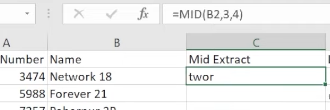 fx =MID(B2,3,4)
A B C
Number Name Mid Extract
3474 Network 18 twor
5988 Forever 21